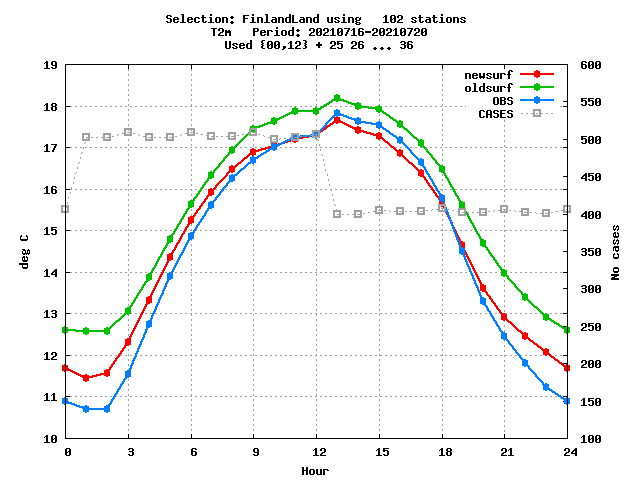 Selection: FinlandLand using   102 stations
T2m   Period: 20210716-20210720
Used {00,12} + 25 26 ... 36
newsurf
oldsurf
OBS
CASES
19
18
17
16
15
14
13
12
11
10
deg C
600
550
500
450
400
350
300
250
200
150
100
No cases
0 3 6 9 12 15 18 21 24
Hour